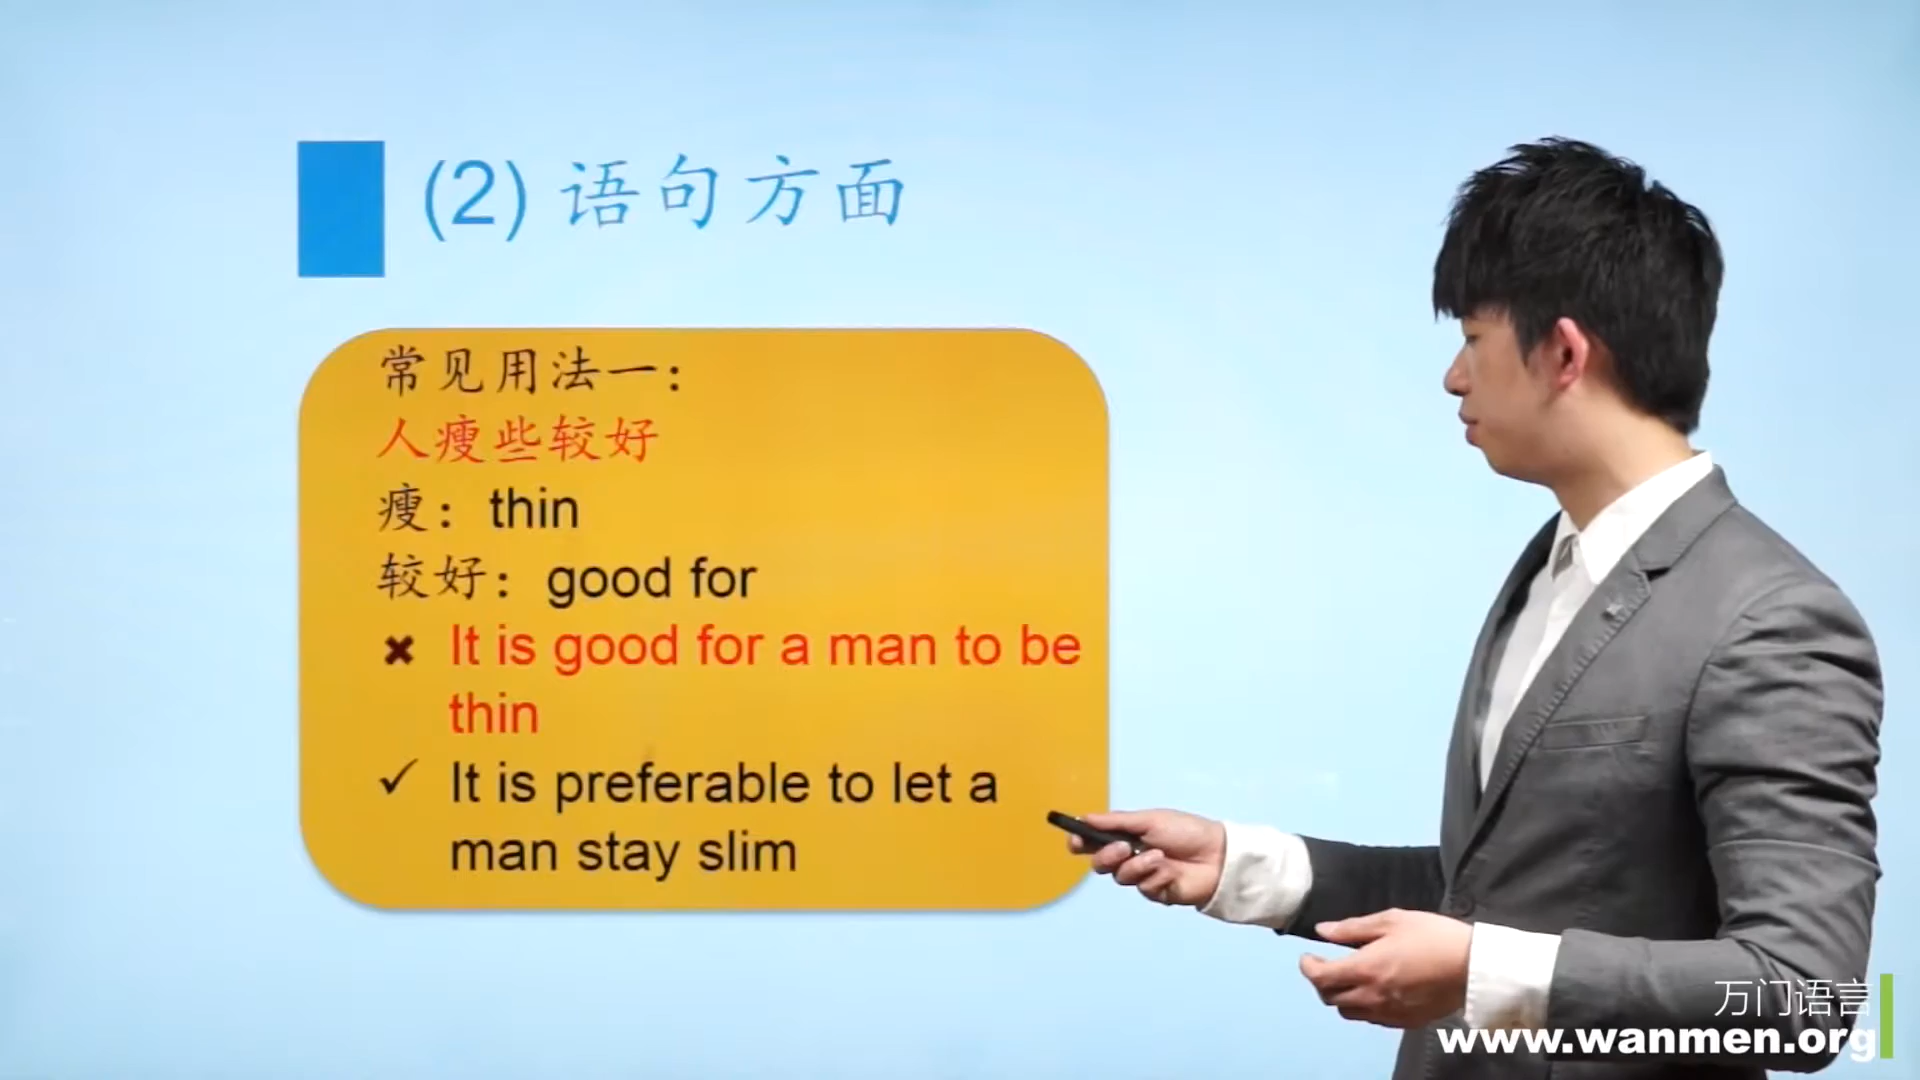 (2) 语句方面
常见用法一：
人瘦些较好
瘦：thin
较好：good for
✖ It is good for a man to be
thin
✓ It is preferable to let a
man stay slim
万门语言
www.wanmen.org